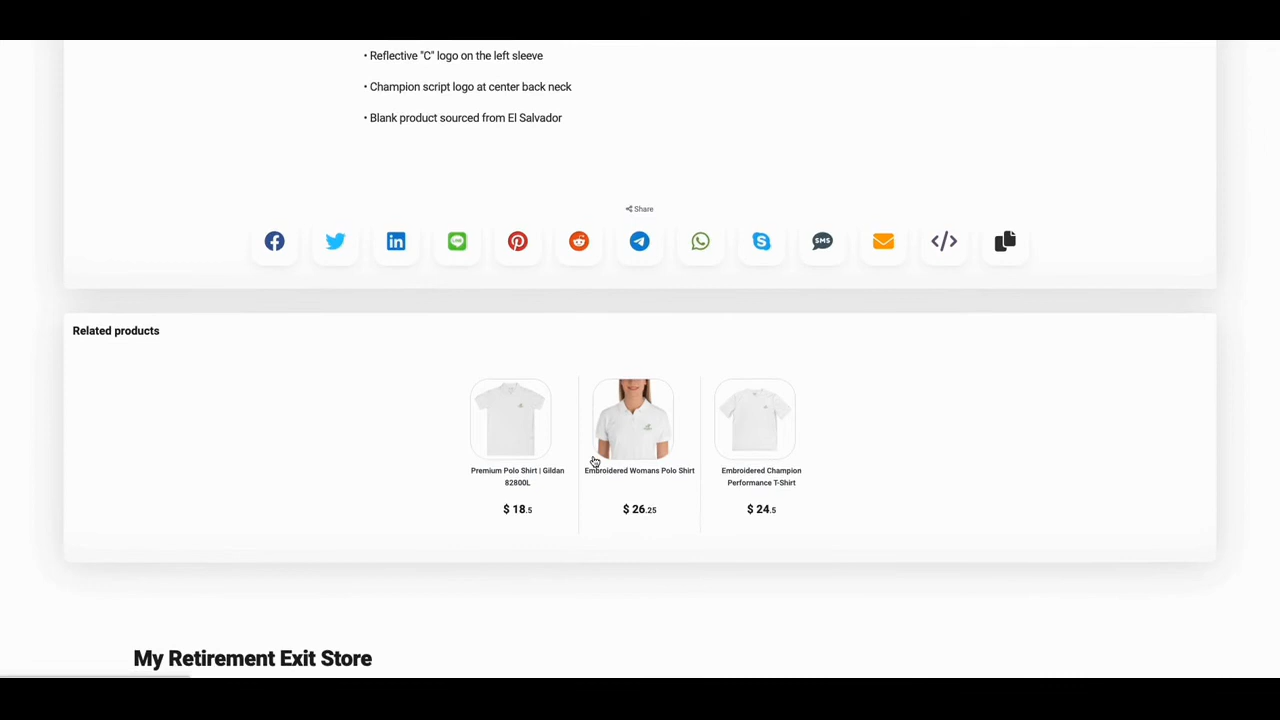 • Reflective "C" logo on the left sleeve
• Champion script logo at center back neck
• Blank product sourced from El Salvador
Share
LINE
SMS
Related products
Premium Polo Shirt | Gildan
82800L
$ 18.5
Embroidered Womans Polo Shirt
$ 26.25
Embroidered Champion
Performance T-Shirt
$ 24.5
My Retirement Exit Store